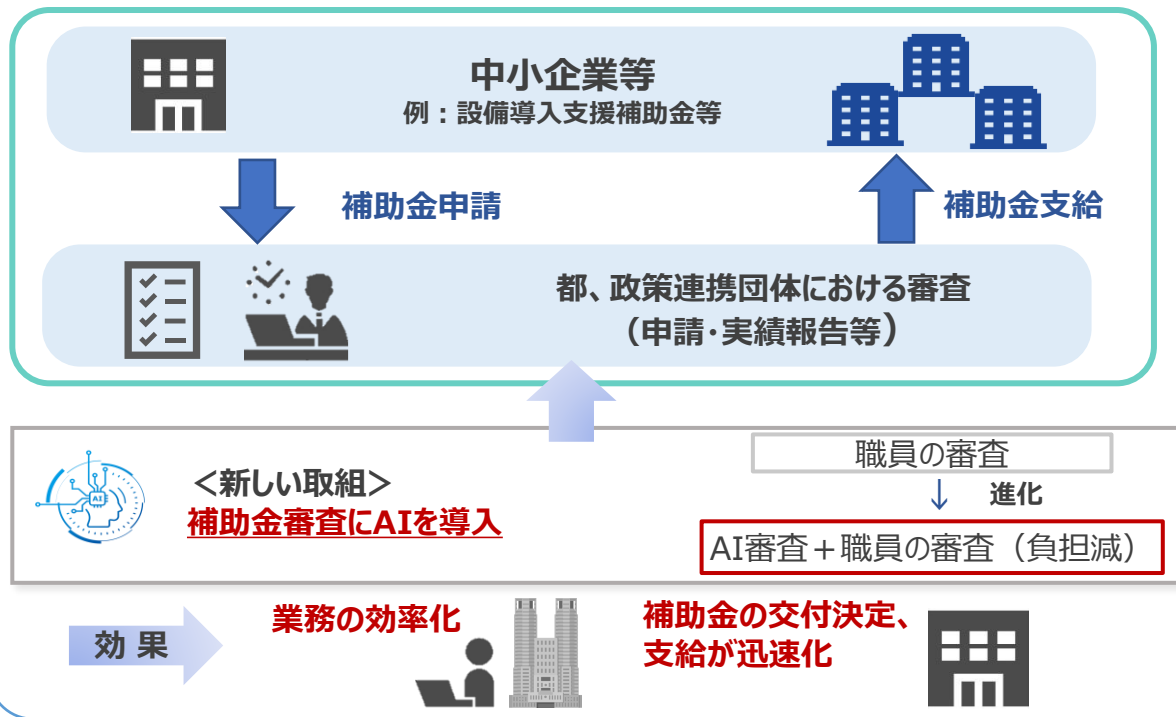 中小企業等
例：設備導入支援補助金等
補助金申請
補助金支給
都、政策連携団体における審査
（申請・実績報告等）
＜新しい取組＞
補助金審査にAIを導入
職員の審査
↓ 進化
AI審査＋職員の審査（負担減）
AI
効 果
業務の効率化
補助金の交付決定、
支給が迅速化